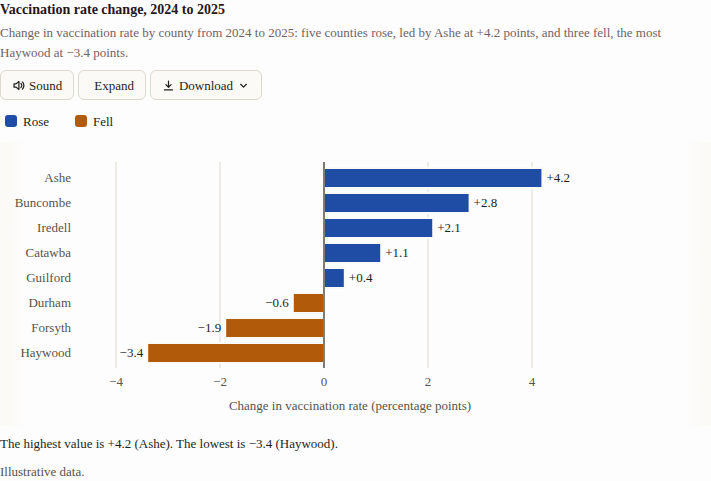 Vaccination rate change, 2024 to 2025
Change in vaccination rate by county from 2024 to 2025: five counties rose, led by Ashe at +4.2 points, and three fell, the most
Haywood at −3.4 points.
Sound Expand Download
Rose Fell
Ashe +4.2
Buncombe +2.8
Iredell +2.1
Catawba +1.1
Guilford +0.4
Durham −0.6
Forsyth −1.9
Haywood −3.4
−4 −2 0 2 4
Change in vaccination rate (percentage points)
The highest value is +4.2 (Ashe). The lowest is −3.4 (Haywood).
Illustrative data.